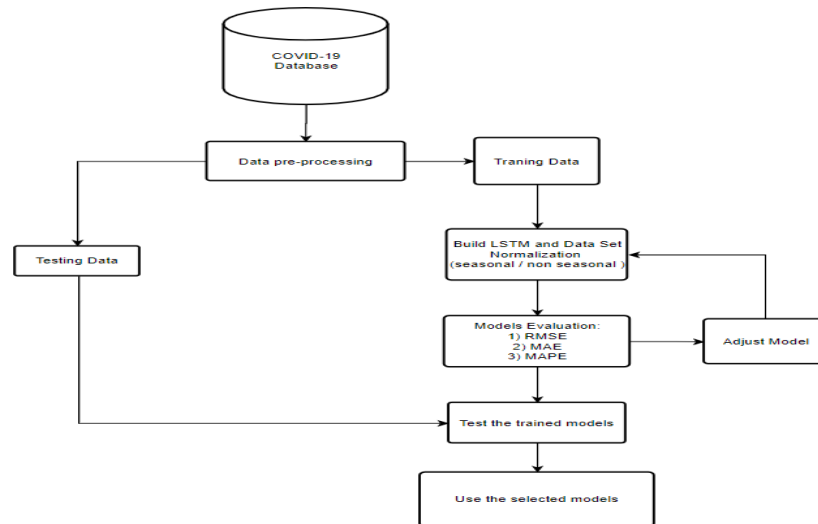 COVID-19
Database
Data pre-processing
Traning Data
Build LSTM and Data Set
Normalization
(seasonal / non seasonal )
Testing Data
Models Evaluation:
1) RMSE
2) MAE
3) MAPE
Adjust Model
Test the trained models
Use the selected models